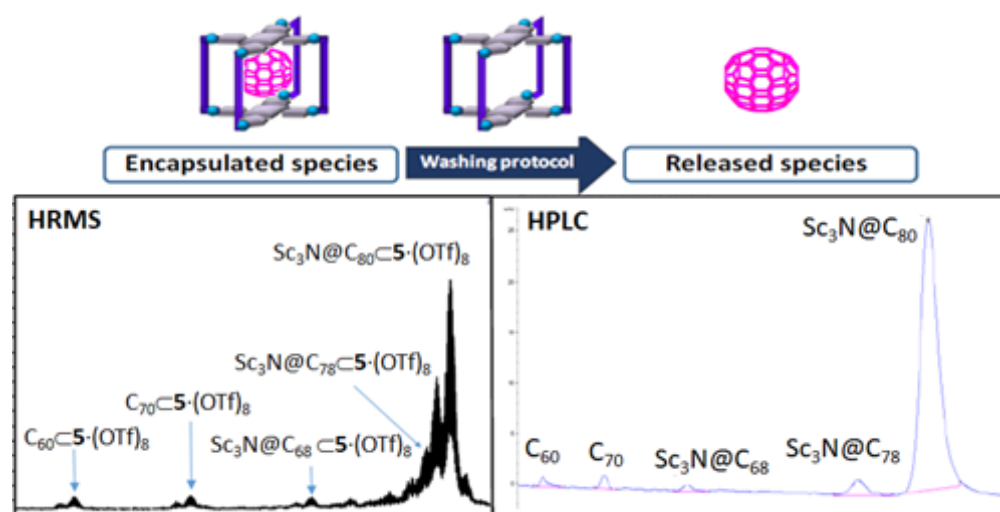 Encapsulated species
Washing protocol
Released species
HRMS
Sc₃N@C₈₀⊂5·(OTf)₈
Sc₃N@C₇₈⊂5·(OTf)₈
C₇₀⊂5·(OTf)₈
C₆₀⊂5·(OTf)₈
Sc₃N@C₆₈⊂5·(OTf)₈
HPLC
Sc₃N@C₈₀
C₆₀
C₇₀
Sc₃N@C₆₈
Sc₃N@C₇₈